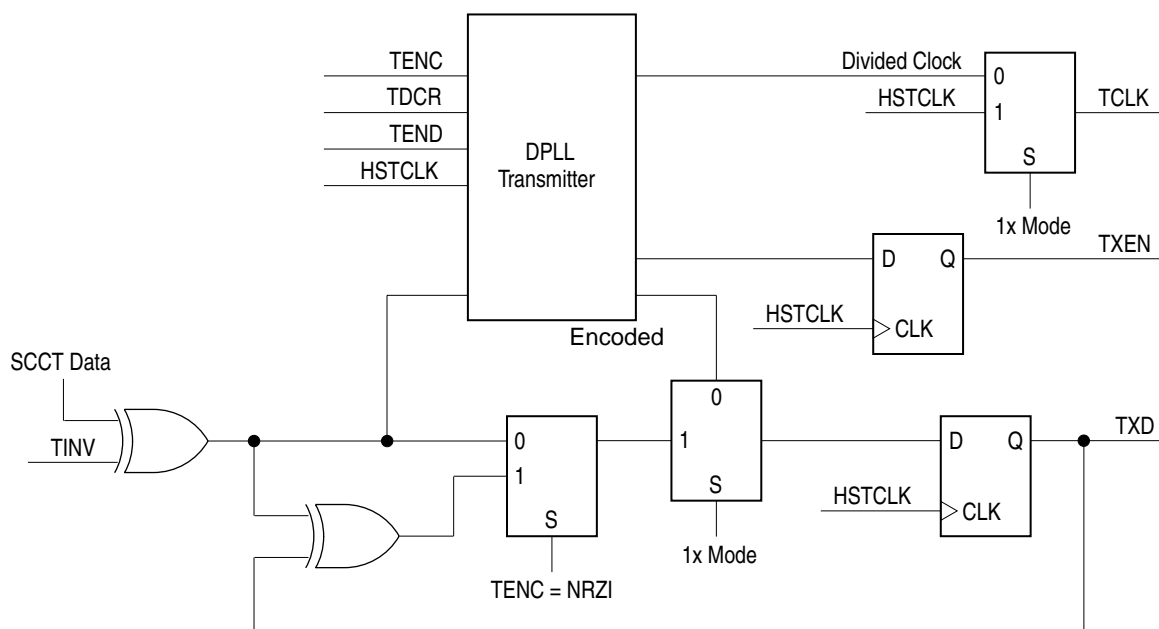 TENC
TDCR
TEND
HSTCLK
DPLL
Transmitter
Divided Clock
HSTCLK
0
1
S
TCLK
1x Mode
TXEN
D
Q
HSTCLK
CLK
Encoded
SCCT Data
TINV
0
1
S
TENC = NRZI
0
1
S
1x Mode
D
Q
TXD
HSTCLK
CLK